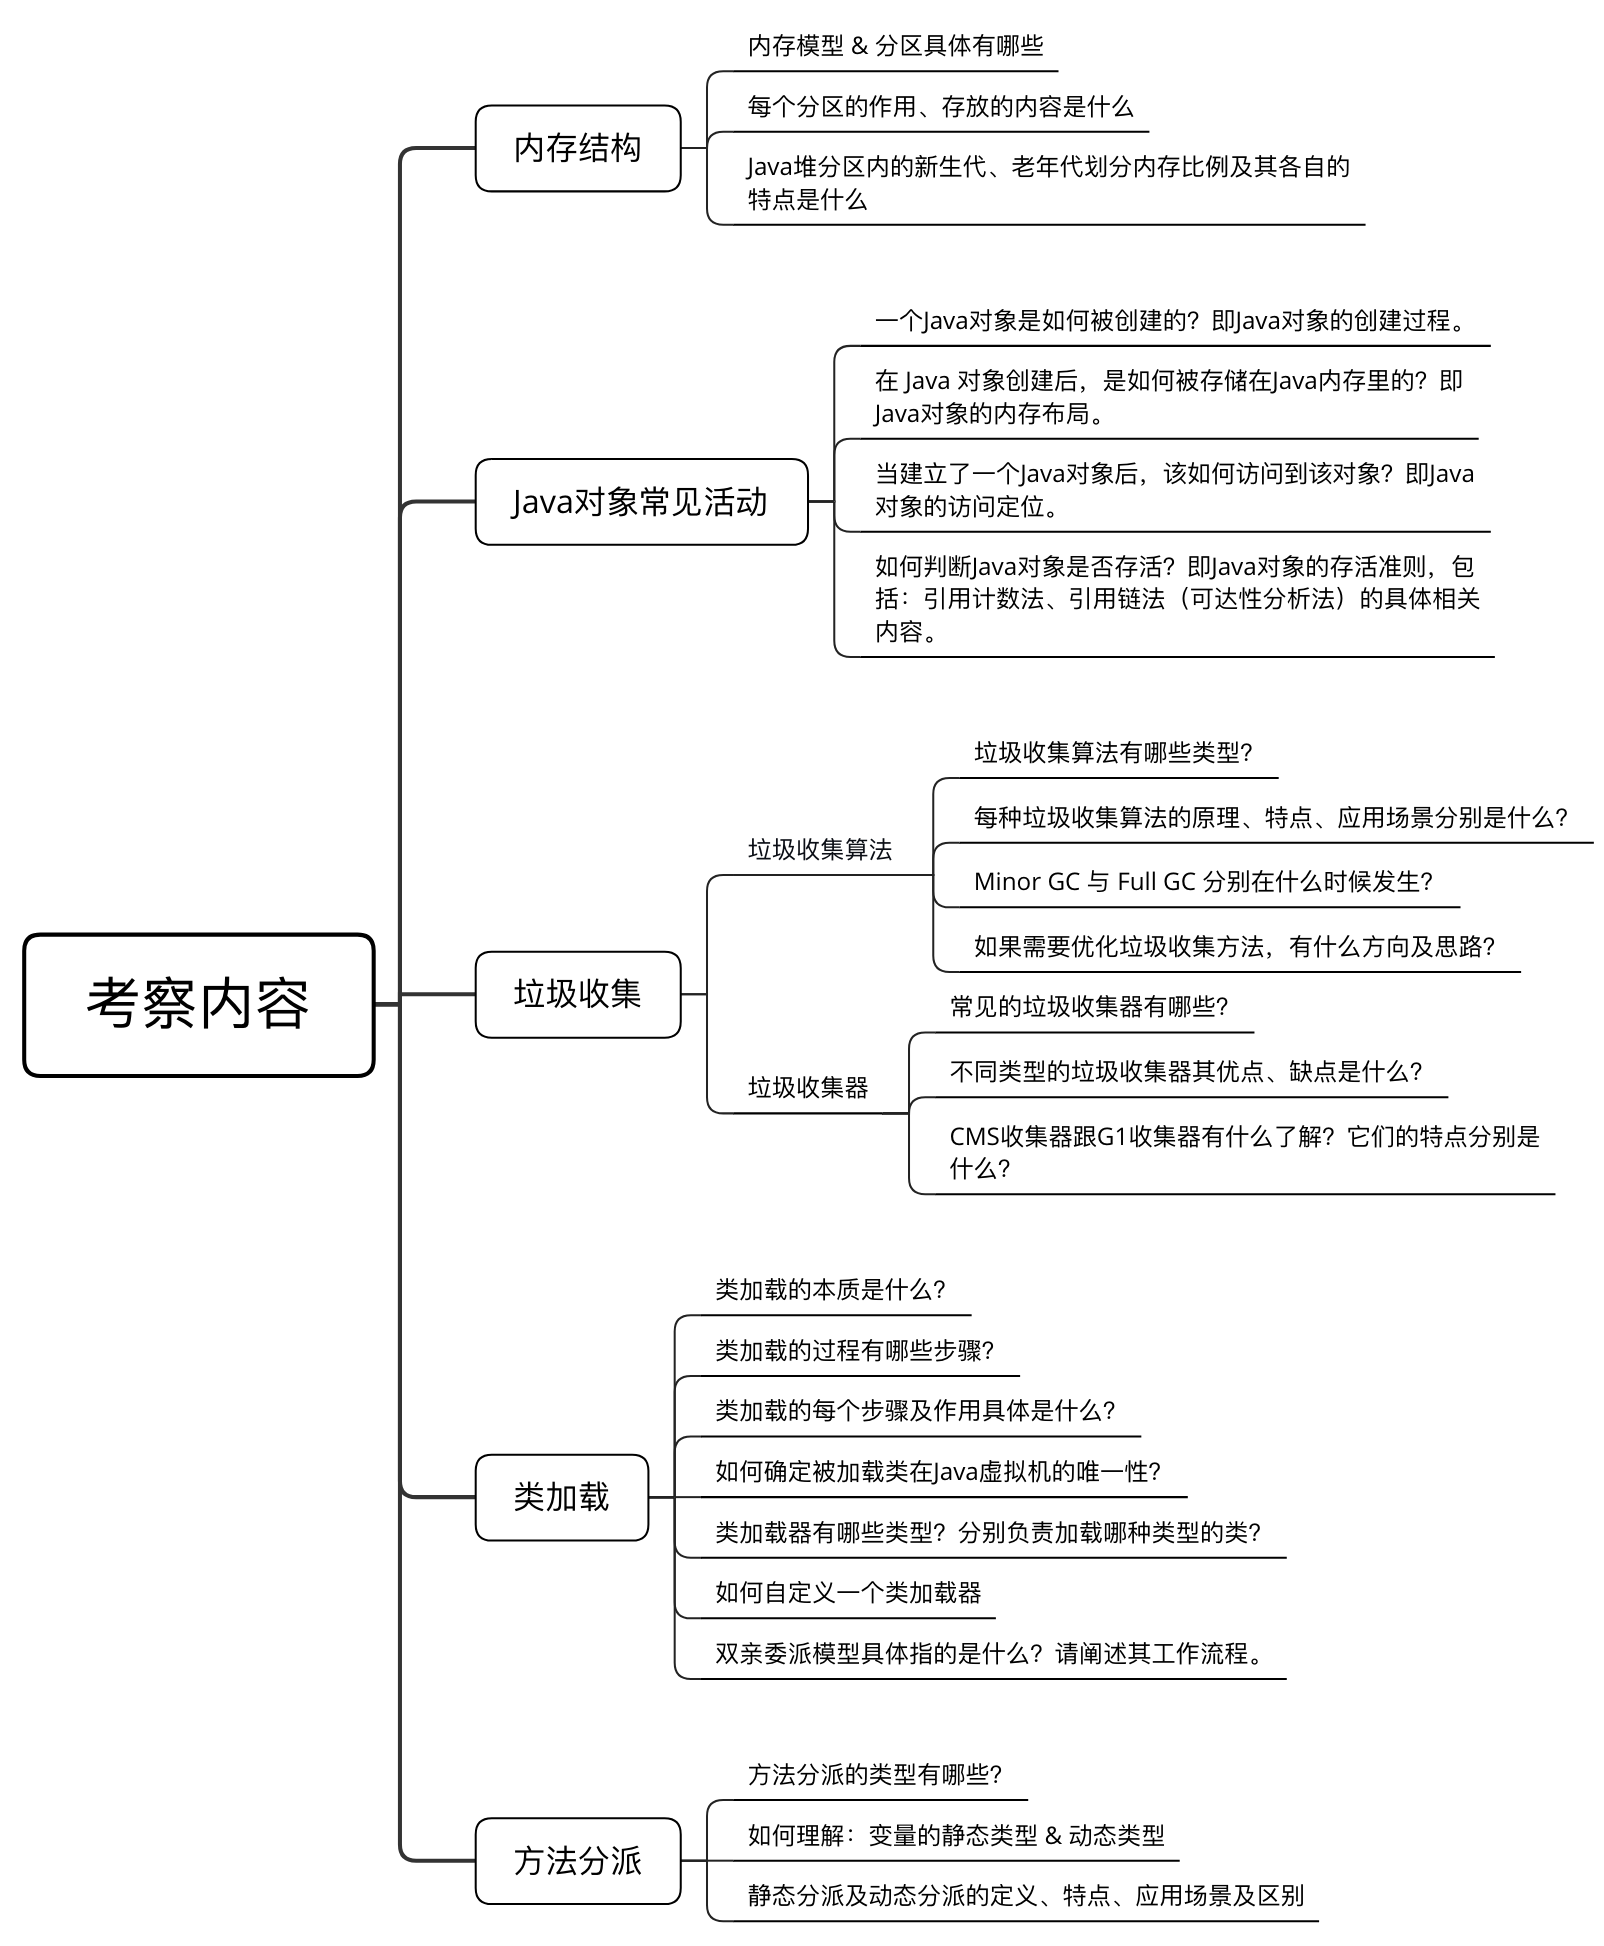 考察内容
内存结构
内存模型 & 分区具体有哪些
每个分区的作用、存放的内容是什么
Java堆分区内的新生代、老年代划分内存比例及其各自的
特点是什么
Java对象常见活动
一个Java对象是如何被创建的？即Java对象的创建过程。
在 Java 对象创建后，是如何被存储在Java内存里的？即
Java对象的内存布局。
当建立了一个Java对象后，该如何访问到该对象？即Java
对象的访问定位。
如何判断Java对象是否存活？即Java对象的存活准则，包
括：引用计数法、引用链法（可达性分析法）的具体相关
内容。
垃圾收集
垃圾收集算法
垃圾收集算法有哪些类型？
每种垃圾收集算法的原理、特点、应用场景分别是什么？
Minor GC 与 Full GC 分别在什么时候发生？
如果需要优化垃圾收集方法，有什么方向及思路？
垃圾收集器
常见的垃圾收集器有哪些？
不同类型的垃圾收集器其优点、缺点是什么？
CMS收集器跟G1收集器有什么了解？它们的特点分别是
什么？
类加载
类加载的本质是什么？
类加载的过程有哪些步骤？
类加载的每个步骤及作用具体是什么？
如何确定被加载类在Java虚拟机的唯一性？
类加载器有哪些类型？分别负责加载哪种类型的类？
如何自定义一个类加载器
双亲委派模型具体指的是什么？请阐述其工作流程。
方法分派
方法分派的类型有哪些？
如何理解：变量的静态类型 & 动态类型
静态分派及动态分派的定义、特点、应用场景及区别